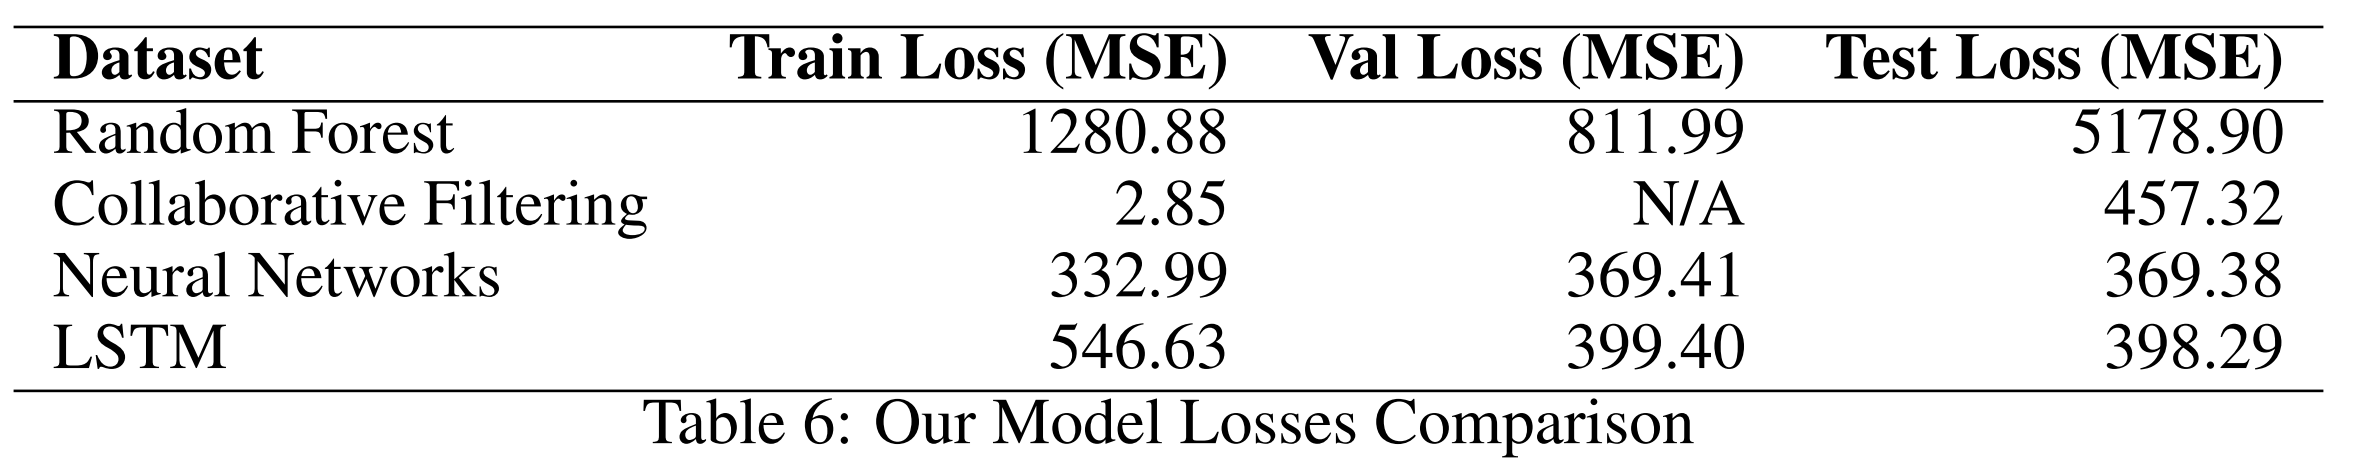 Dataset Train Loss (MSE) Val Loss (MSE) Test Loss (MSE)
Random Forest 1280.88 811.99 5178.90
Collaborative Filtering 2.85 N/A 457.32
Neural Networks 332.99 369.41 369.38
LSTM 546.63 399.40 398.29
Table 6: Our Model Losses Comparison